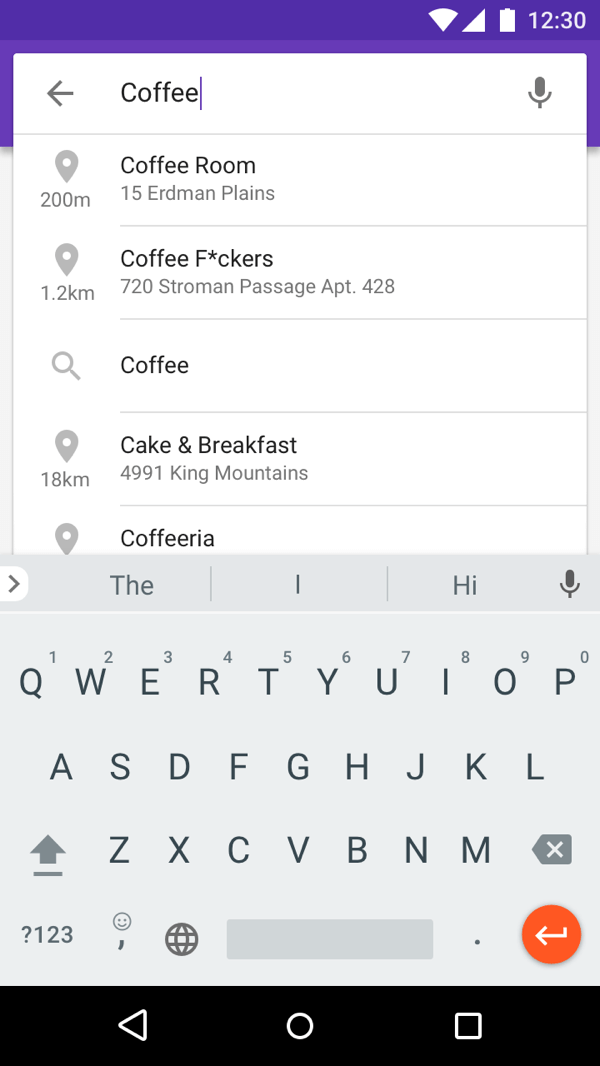 12:30
Coffee
Coffee Room
200m
15 Erdman Plains
Coffee F*ckers
1.2km
720 Stroman Passage Apt. 428
Coffee
Cake & Breakfast
18km
4991 King Mountains
Coffeeria
The I Hi
1 2 3 4 5 6 7 8 9 0
Q W E R T Y U I O P
A S D F G H J K L
Z X C V B N M
?123 , .